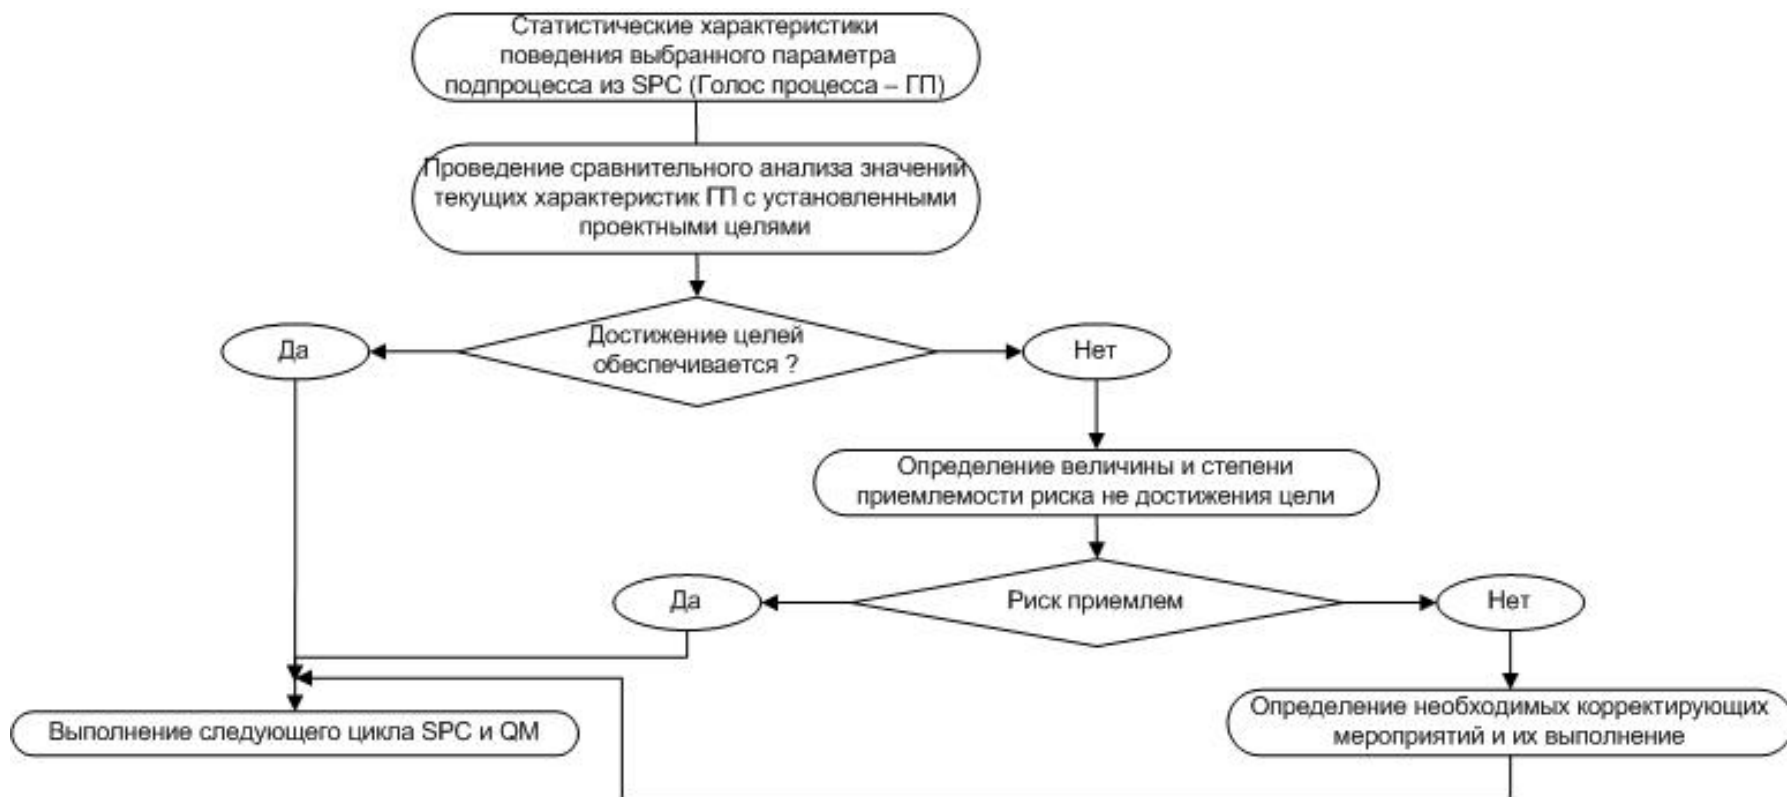 Статистические характеристики
поведения выбранного параметра
подпроцесса из SPC (Голос процесса – ГП)
Проведение сравнительного анализа значений
текущих характеристик ГП с установленными
проектными целями
Достижение целей
обеспечивается ?
Да
Нет
Определение величины и степени
приемлемости риска не достижения цели
Риск приемлем
Да
Нет
Определение необходимых корректирующих
мероприятий и их выполнение
Выполнение следующего цикла SPC и QM